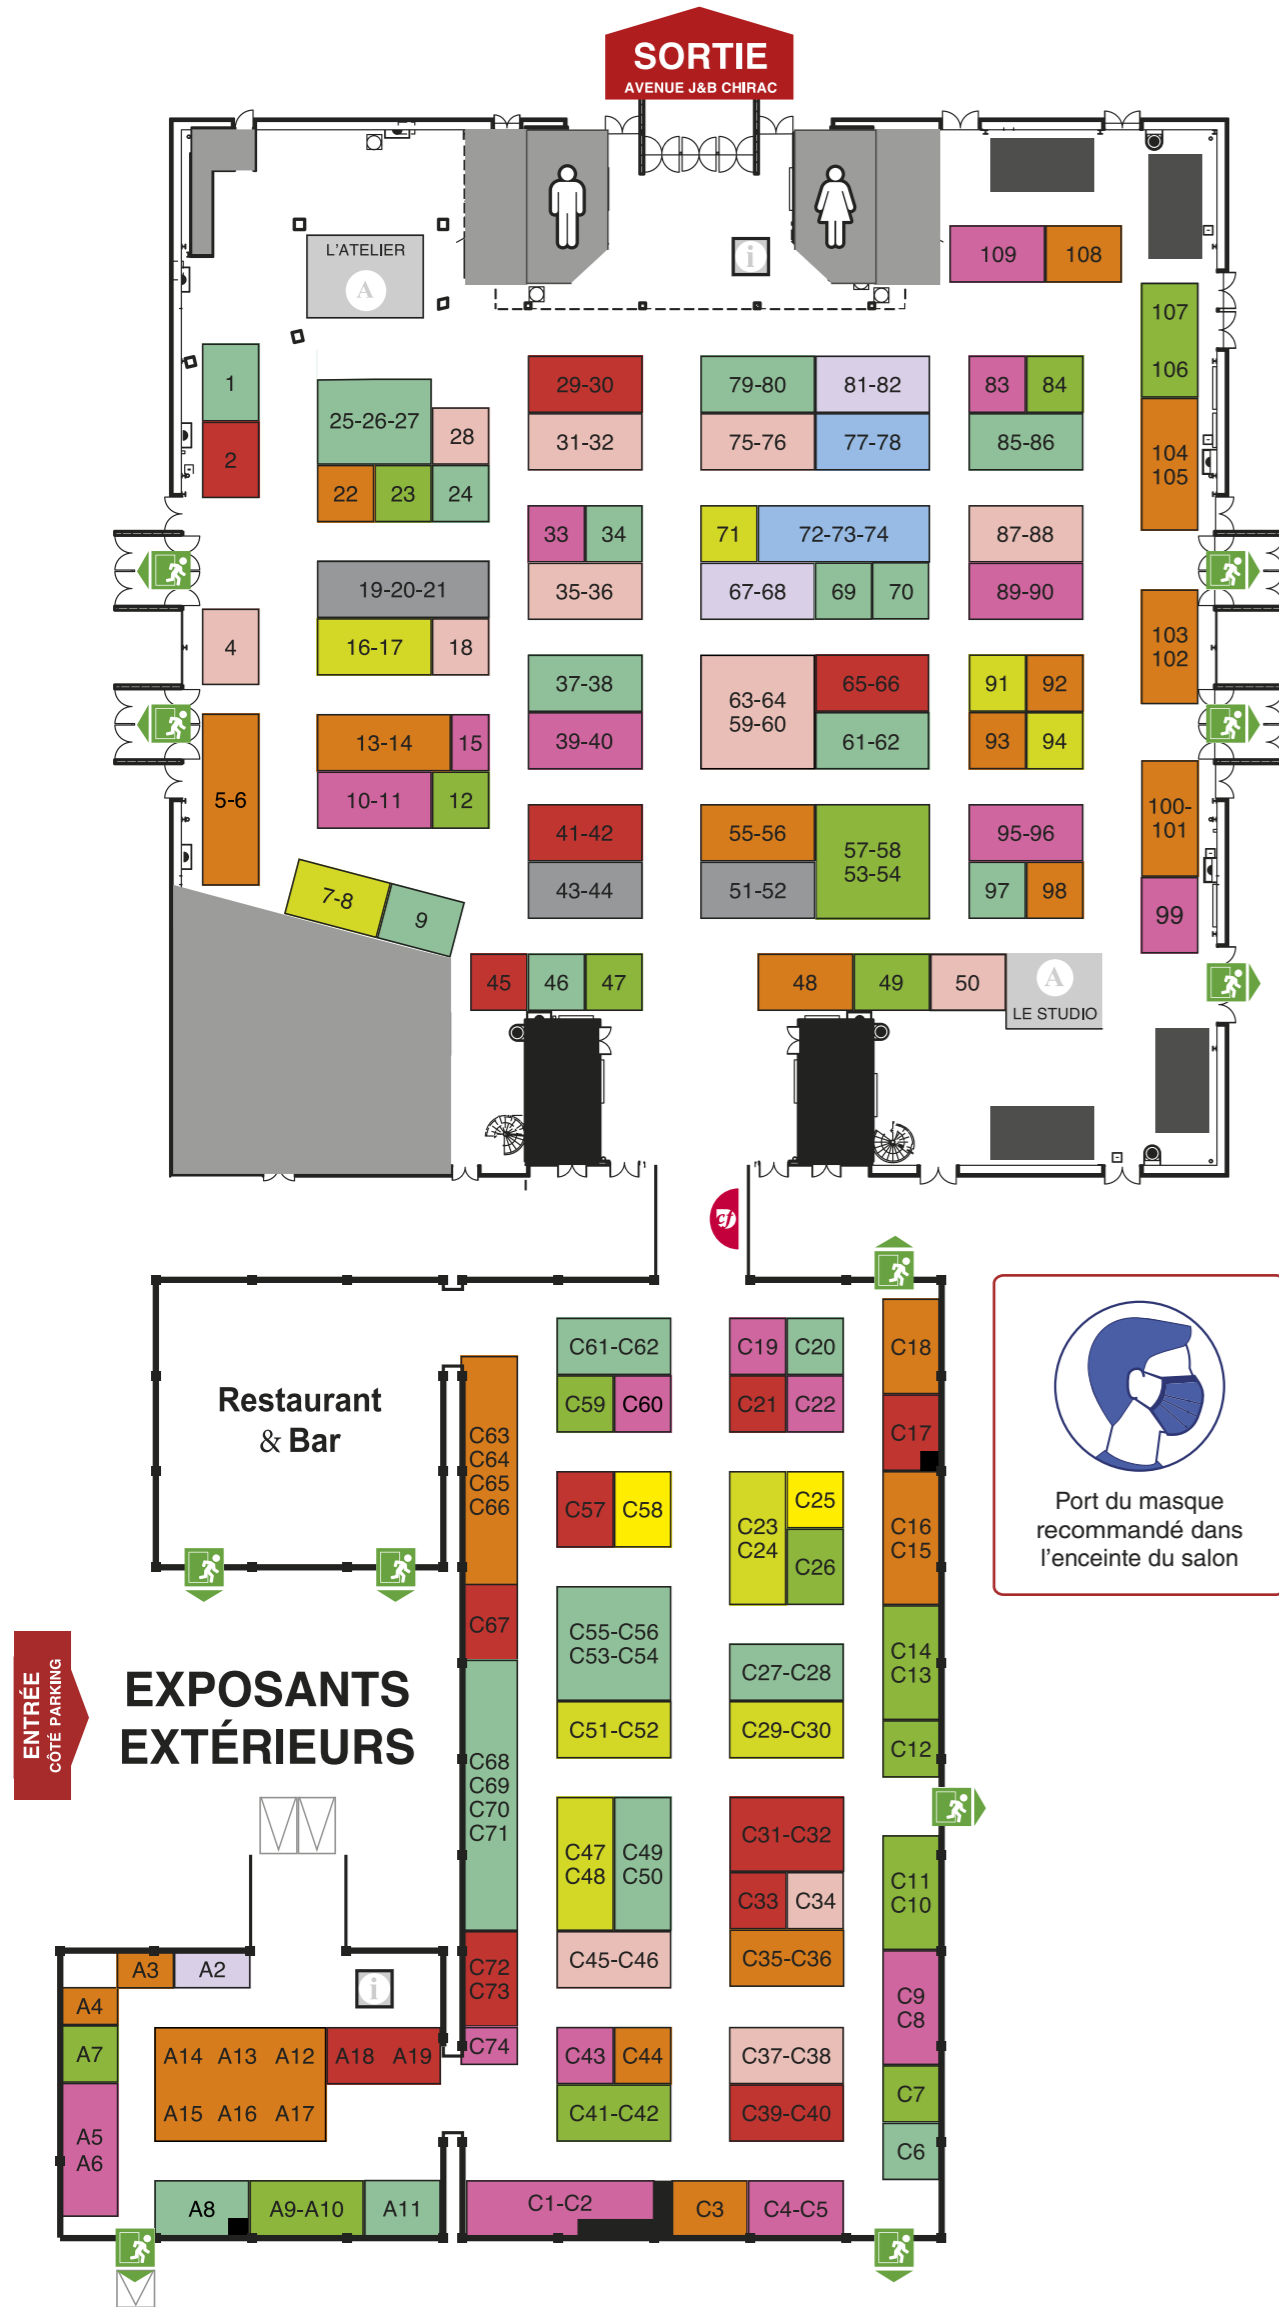 SORTIE
AVENUE J&B CHIRAC
L'ATELIER
A
i
109
108
107
106
1
2
29-30
31-32
79-80
81-82
75-76
77-78
83
84
85-86
104
105
25-26-27
28
22
23
24
33
34
35-36
71
72-73-74
67-68
69
70
87-88
89-90
19-20-21
16-17
18
4
103
102
37-38
39-40
63-64
59-60
65-66
61-62
91
92
93
94
13-14
15
10-11
12
5-6
100-
101
99
41-42
43-44
55-56
51-52
57-58
53-54
95-96
97
98
7-8
9
45
46
47
48
49
50
A
LE STUDIO
cf
Restaurant
& Bar
C61-C62
C59
C60
C19
C20
C21
C22
C18
C17
C63
C64
C65
C66
C57
C58
C23
C24
C25
C26
C16
C15
Port du masque
recommandé dans
l'enceinte du salon
C67
C55-C56
C53-C54
C51-C52
C27-C28
C29-C30
C14
C13
C12
ENTRÉE
CÔTÉ PARKING
EXPOSANTS
EXTÉRIEURS
C68
C69
C70
C71
C47
C48
C49
C50
C45-C46
C31-C32
C33
C34
C35-C36
C11
C10
C9
C8
C72
C73
C74
A3
A2
A4
A7
A5
A6
i
A14 A13 A12
A15 A16 A17
A18 A19
C43
C44
C41-C42
C37-C38
C39-C40
C7
C6
A8
A9-A10
A11
C1-C2
C3
C4-C5